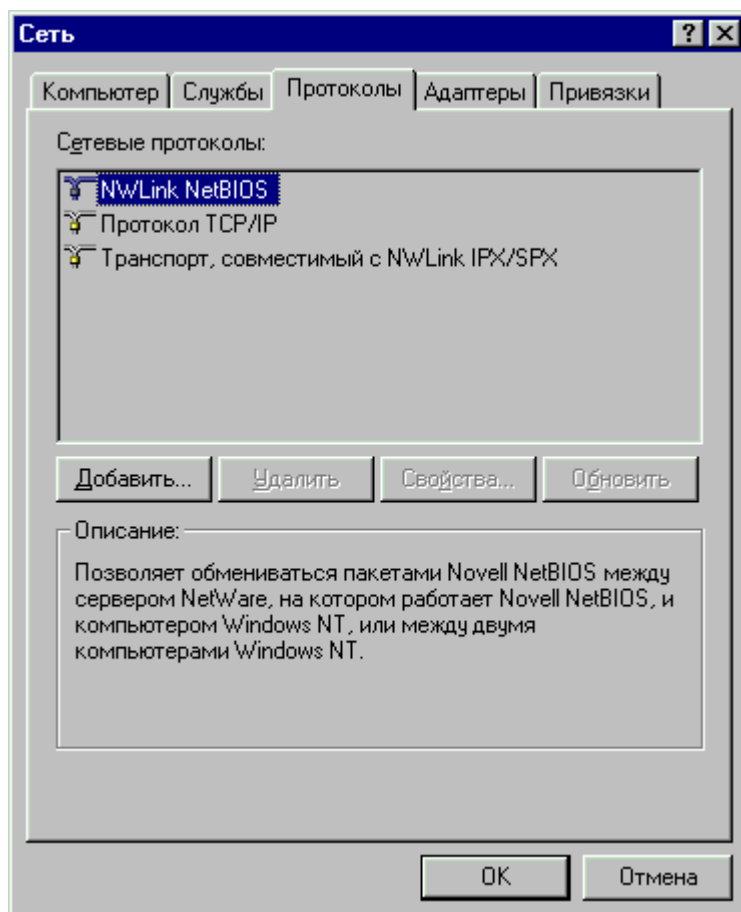 Сеть
Компьютер Службы Протоколы Адаптеры Привязки
Сетевые протоколы:
NWLink NetBIOS
Протокол TCP/IP
Транспорт, совместимый с NWLink IPX/SPX
Добавить... Удалить Свойства... Обновить
Описание:
Позволяет обмениваться пакетами Novell NetBIOS между
сервером NetWare, на котором работает Novell NetBIOS, и
компьютером Windows NT, или между двумя
компьютерами Windows NT.
OK Отмена